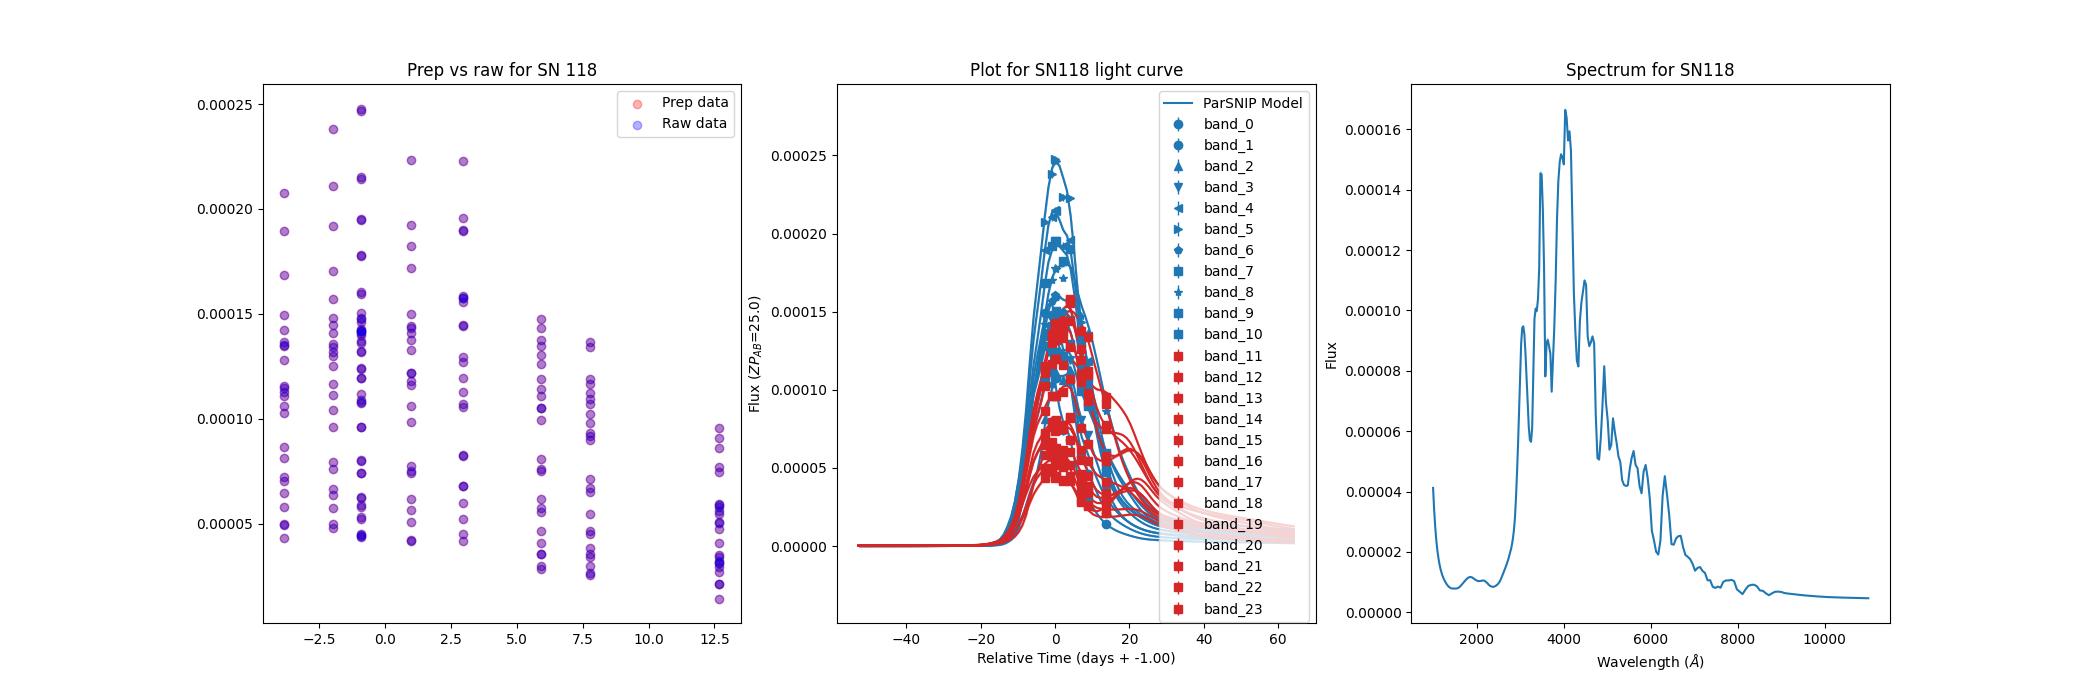 Prep vs raw for SN 118
0.00025
0.00020
0.00015
0.00010
0.00005
−2.5 0.0 2.5 5.0 7.5 10.0 12.5
Prep data
Raw data
Plot for SN118 light curve
Flux (ZP_AB=25.0)
0.00025
0.00020
0.00015
0.00010
0.00005
0.00000
−40 −20 0 20 40 60
Relative Time (days + -1.00)
ParSNIP Model
band_0
band_1
band_2
band_3
band_4
band_5
band_6
band_7
band_8
band_9
band_10
band_11
band_12
band_13
band_14
band_15
band_16
band_17
band_18
band_19
band_20
band_21
band_22
band_23
Spectrum for SN118
Flux
0.00016
0.00014
0.00012
0.00010
0.00008
0.00006
0.00004
0.00002
0.00000
2000 4000 6000 8000 10000
Wavelength (Å)